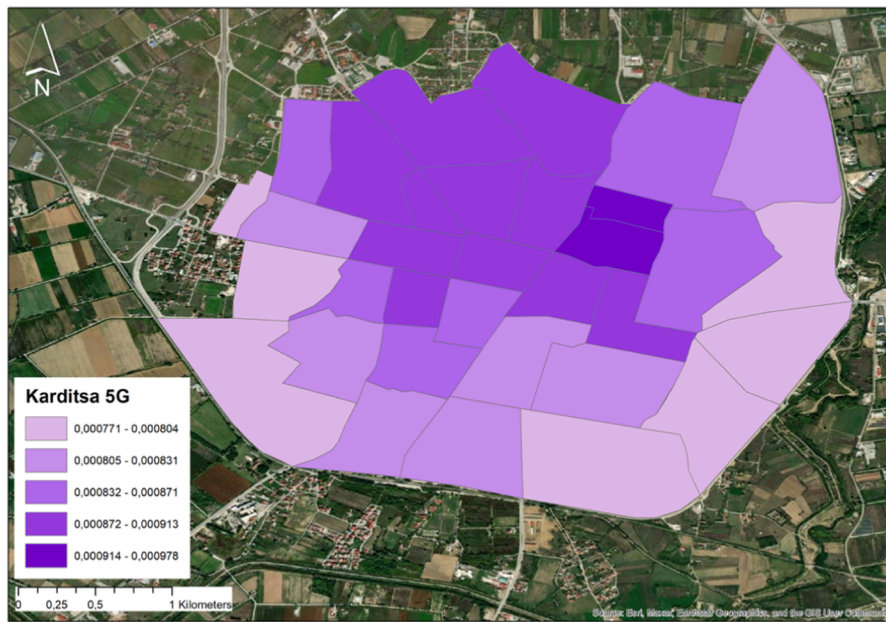 N
Karditsa 5G
0,000771 - 0,000804
0,000805 - 0,000831
0,000832 - 0,000871
0,000872 - 0,000913
0,000914 - 0,000978
0 0,25 0,5 1 Kilometers
Source: Esri, Maxar, Earthstar Geographics, and the GIS User